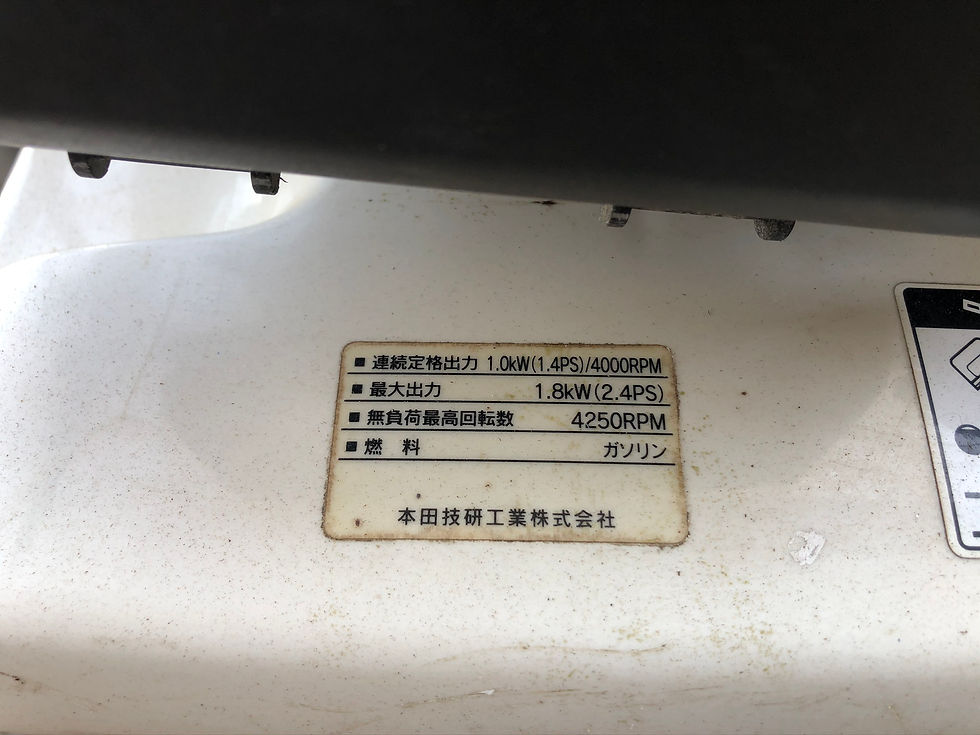 ■ 連続定格出力 1.0kW(1.4PS)/4000RPM
■ 最大出力 1.8kW(2.4PS)
■ 無負荷最高回転数 4250RPM
■ 燃 料 ガソリン
本田技研工業株式会社